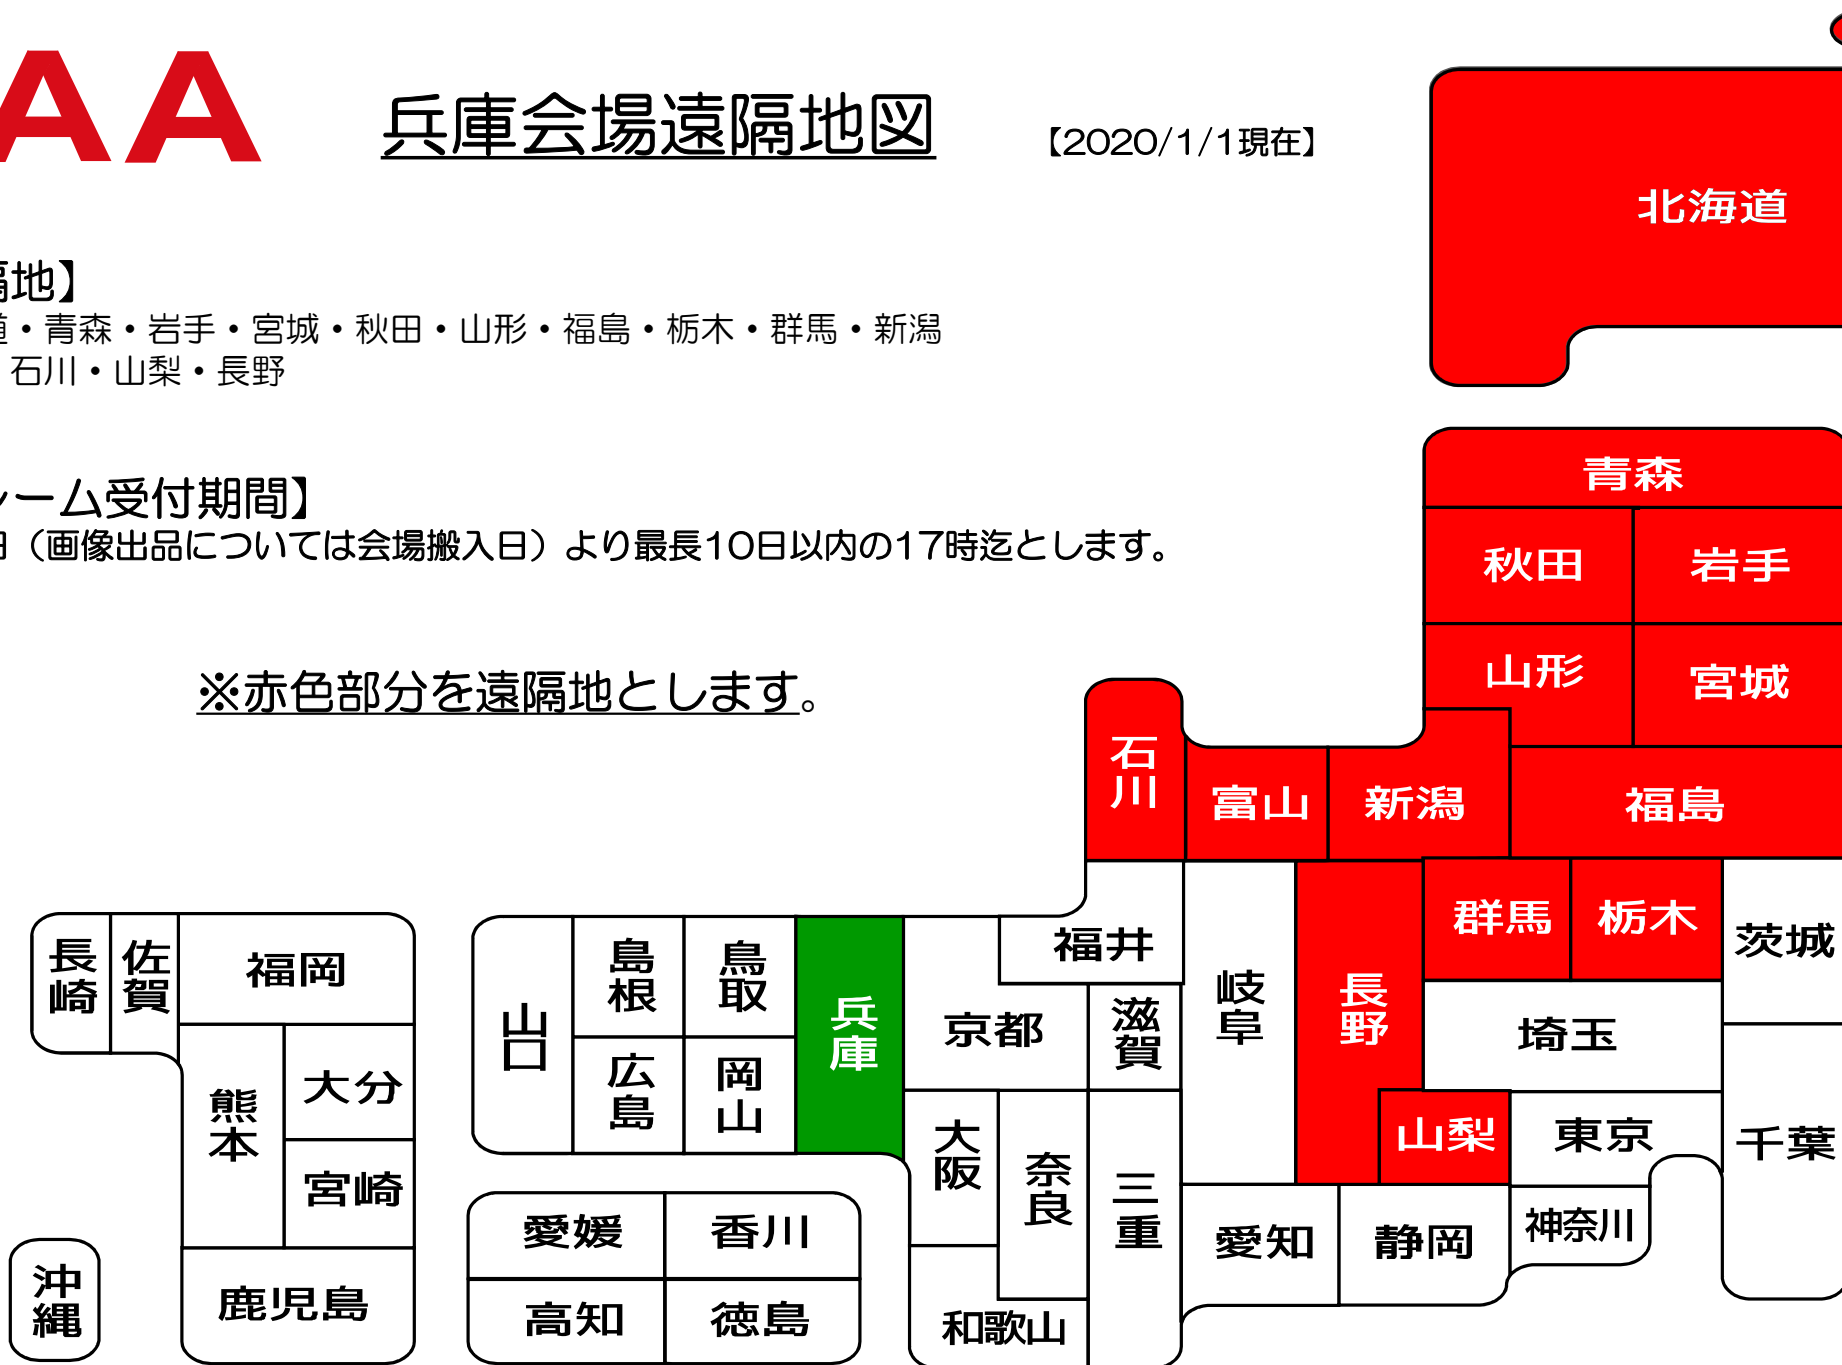 AA
兵庫会場遠隔地図
【2020/1/1現在】
北海道
隔地】
道・青森・岩手・宮城・秋田・山形・福島・栃木・群馬・新潟
石川・山梨・長野
青森
レーム受付期間】
日（画像出品については会場搬入日）より最長10日以内の17時迄とします。
秋田
岩手
山形
宮城
※赤色部分を遠隔地とします。
石川
富山
新潟
福島
群馬
栃木
茨城
福井
長崎
佐賀
福岡
山口
島根
鳥取
兵庫
京都
滋賀
岐阜
長野
埼玉
熊本
大分
広島
岡山
大阪
奈良
三重
山梨
東京
千葉
宮崎
愛媛
香川
愛知
静岡
神奈川
沖縄
鹿児島
高知
徳島
和歌山